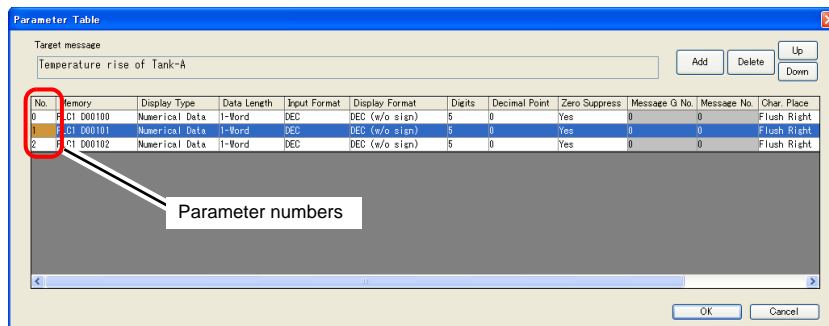 Parameter Table
Target message
Temperature rise of Tank-A
Add Delete Up
Down
No. Memory Display Type Data Length Input Format Display Format Digits Decimal Point Zero Suppress Message G No. Message No. Char. Place
0 PLC1 D00100 Numerical Data 1-Word DEC DEC (w/o sign) 5 0 Yes 0 0 Flush Right
1 PLC1 D00101 Numerical Data 1-Word DEC DEC (w/o sign) 5 0 Yes 0 0 Flush Right
2 PLC1 D00102 Numerical Data 1-Word DEC DEC (w/o sign) 5 0 Yes 0 0 Flush Right
Parameter numbers
OK Cancel